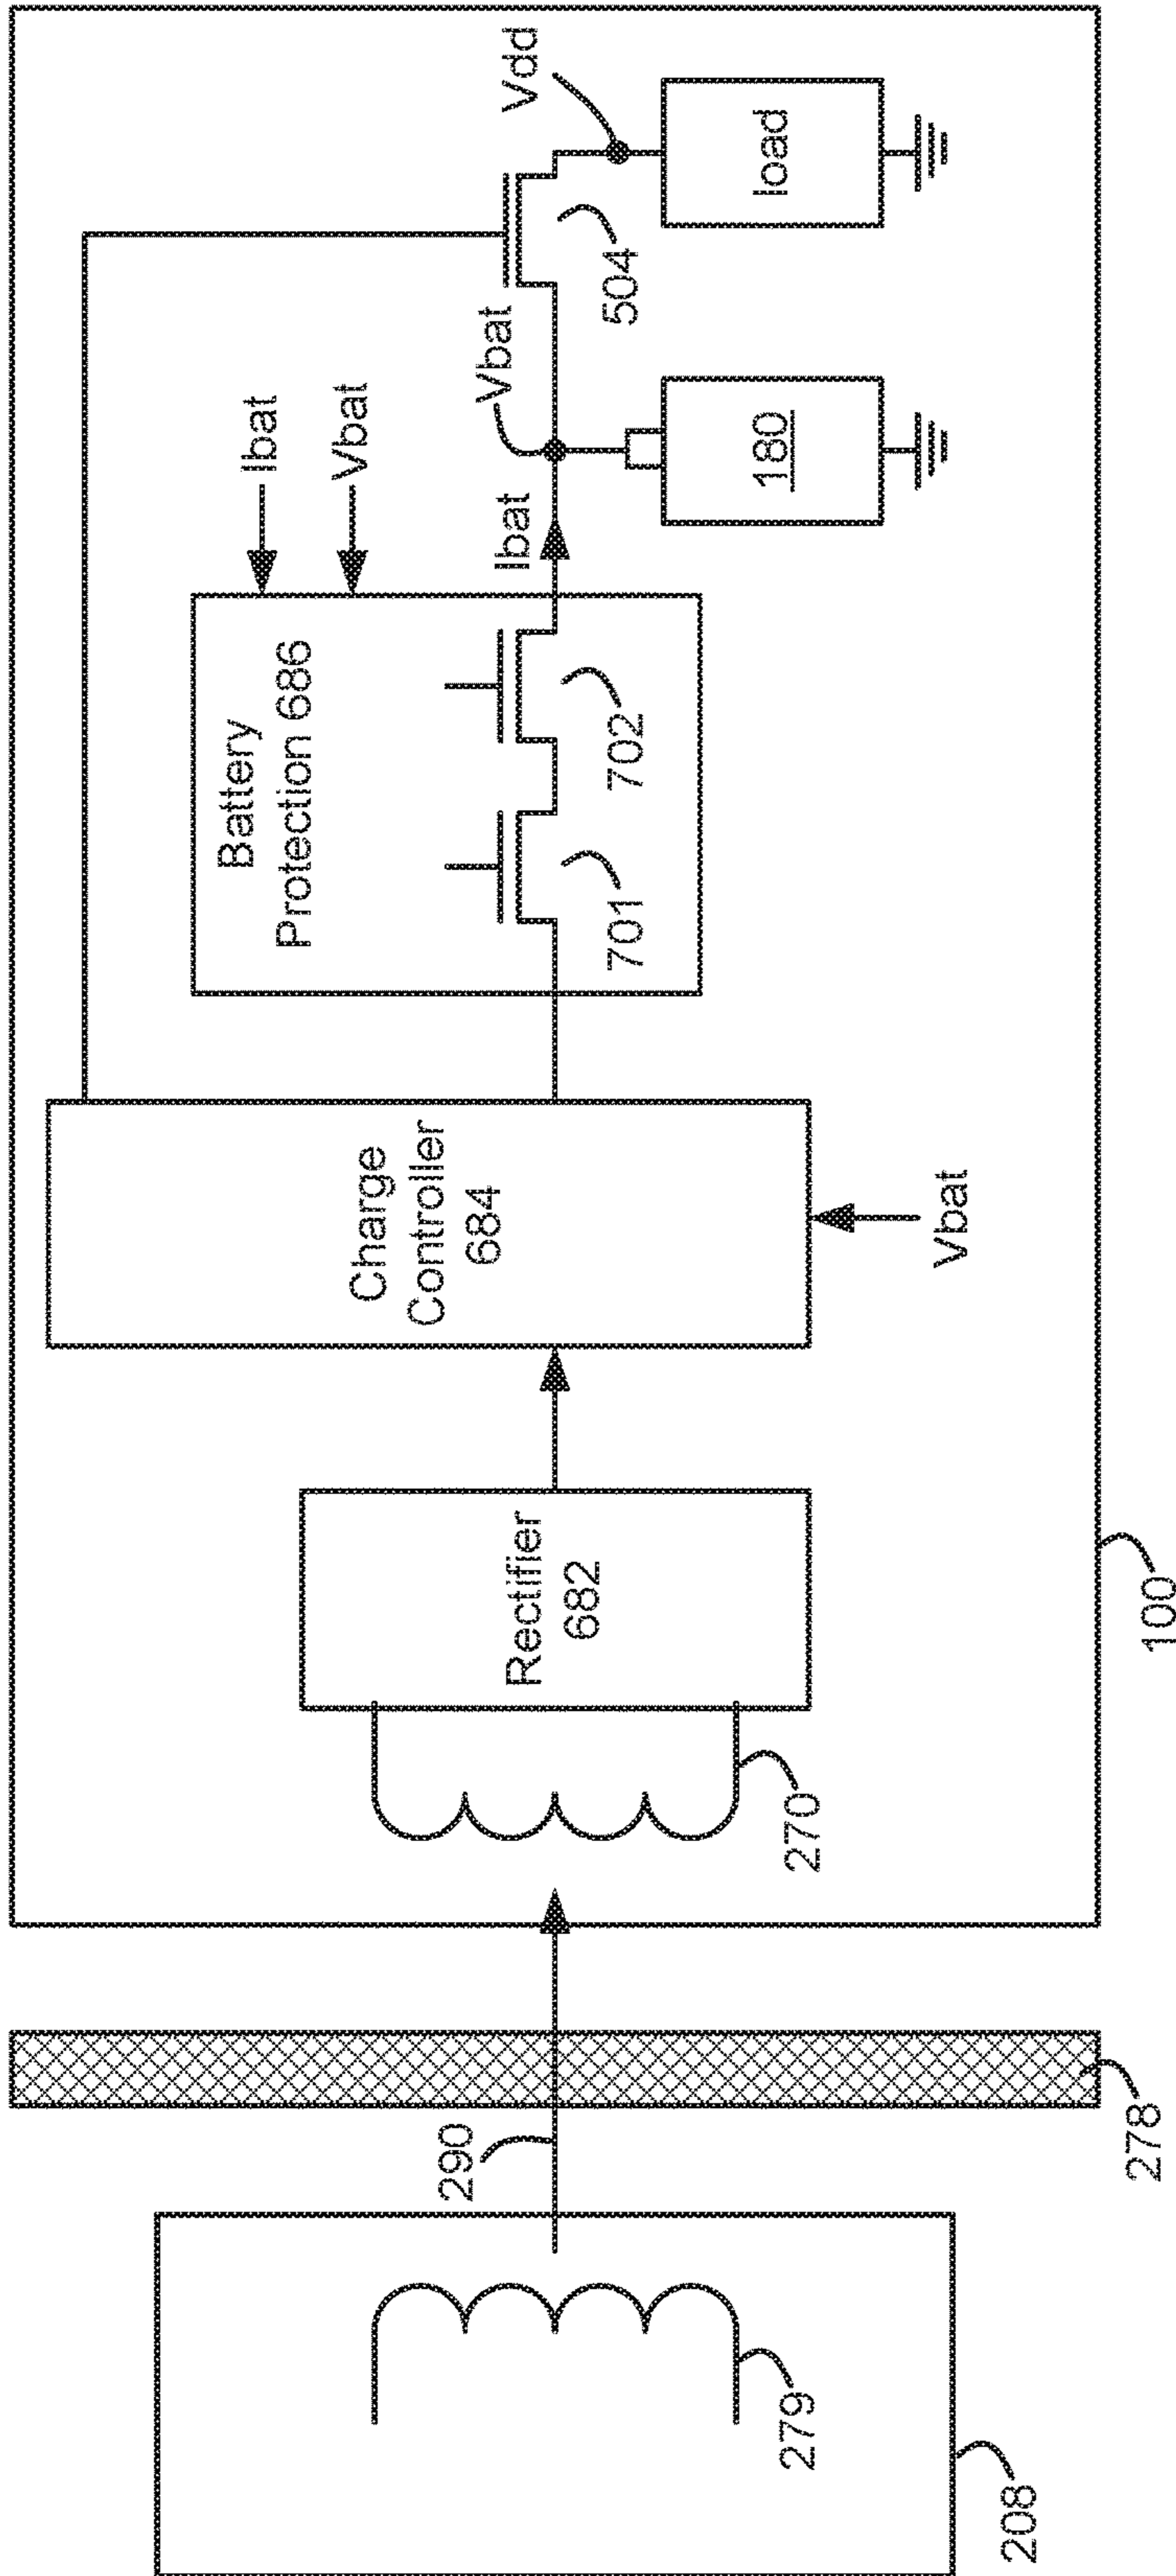 208
279
290
278
100
270
Rectifier
682
Charge
Controller
684
Vbat
Battery
Protection 686
701
702
Ibat
Vbat
Ibat
Vbat
180
504
Vdd
load